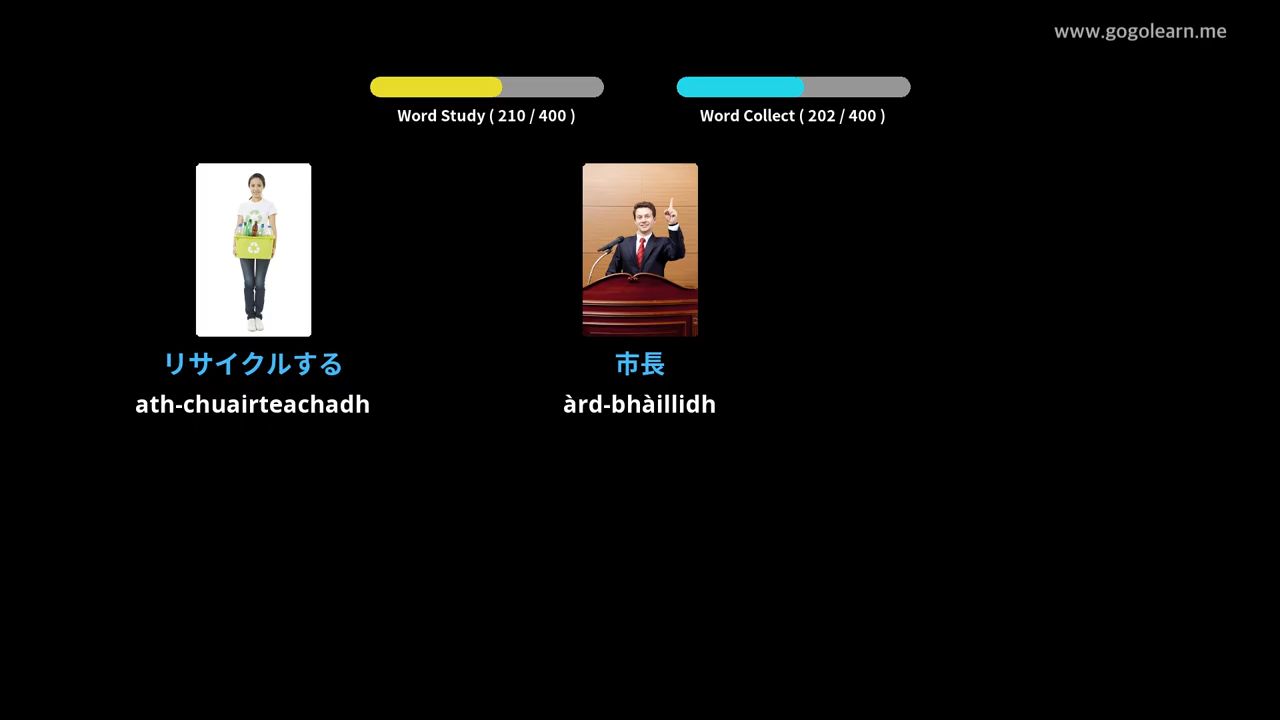 www.gogolearn.me
Word Study ( 210 / 400 )
Word Collect ( 202 / 400 )
リサイクルする
ath-chuairteachadh
市長
àrd-bhàillidh